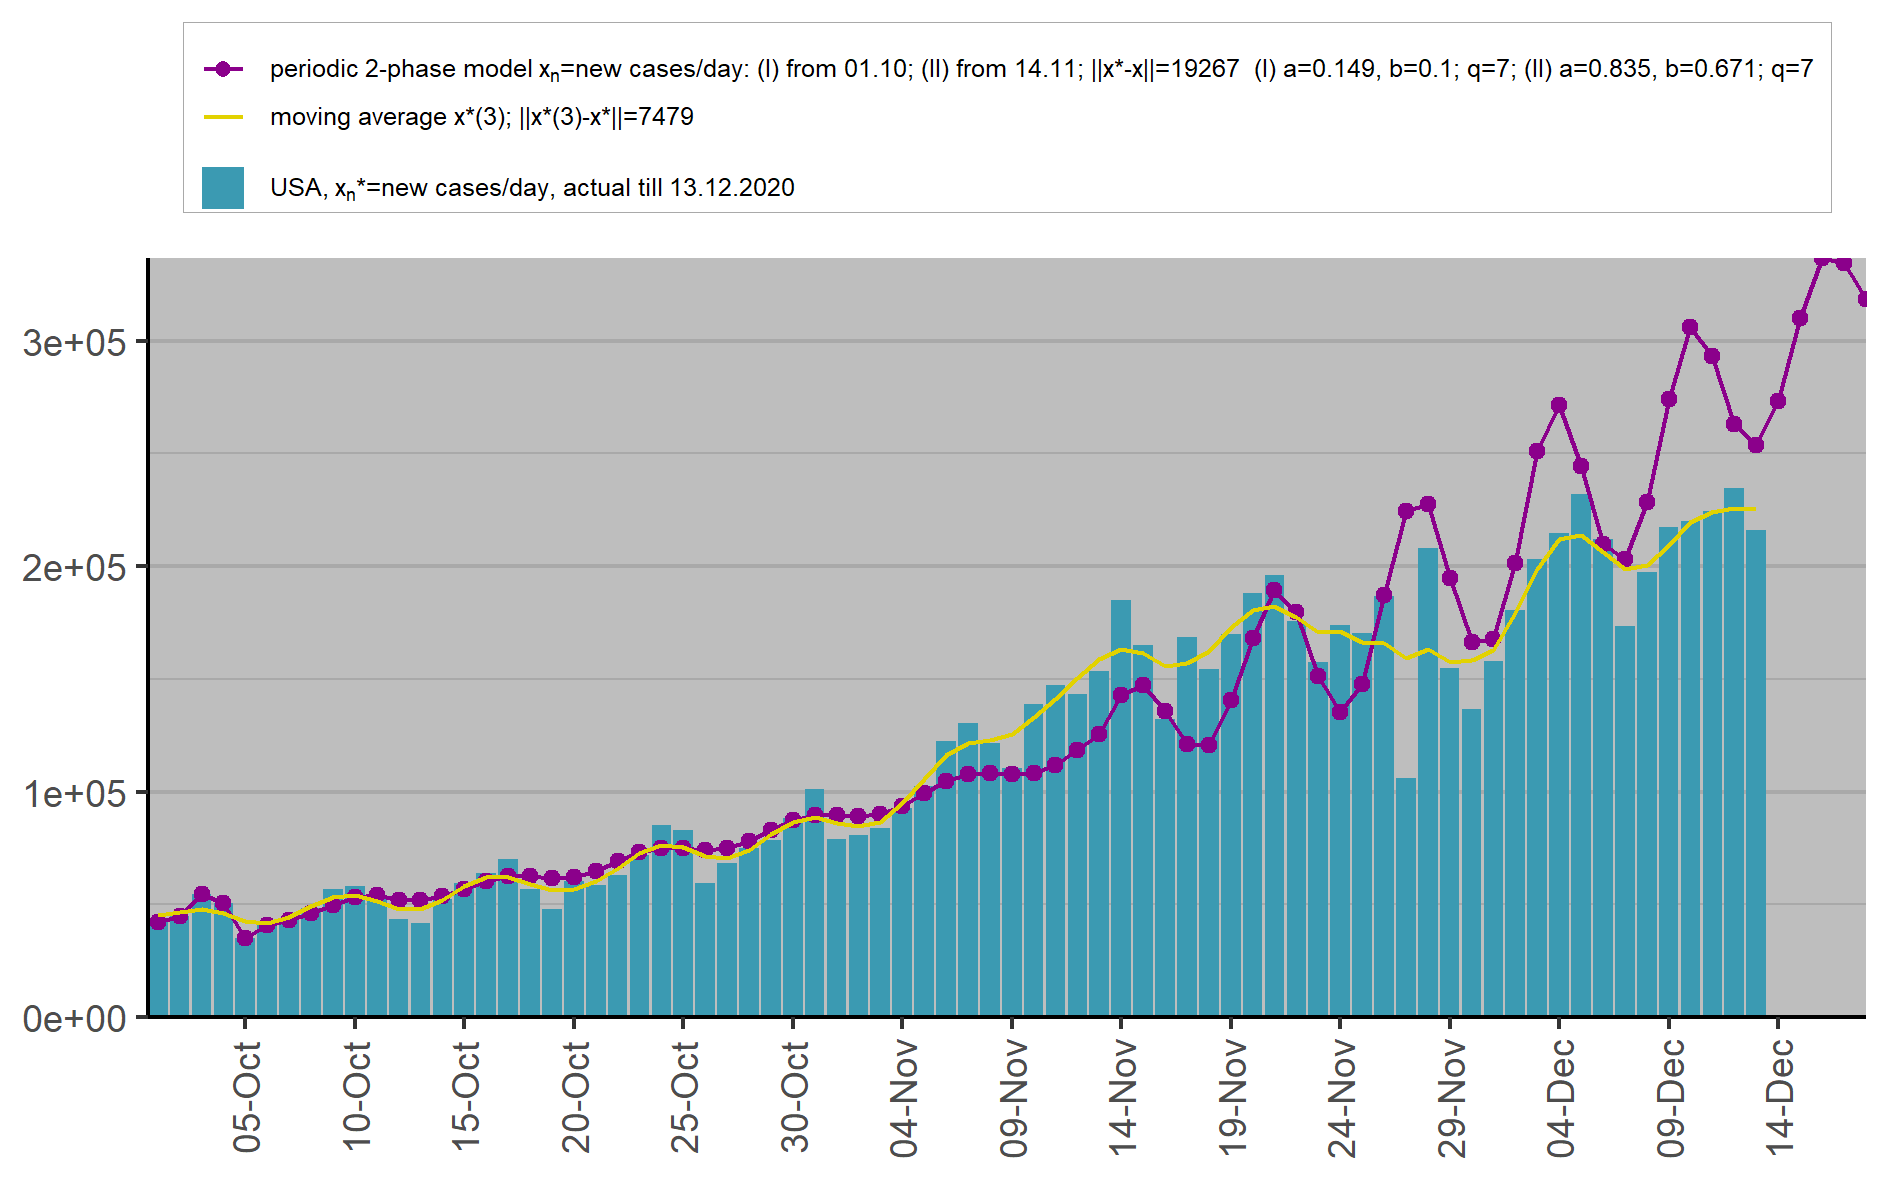 periodic 2-phase model xn=new cases/day: (I) from 01.10; (II) from 14.11; ||x*-x||=19267  (I) a=0.149, b=0.1; q=7; (II) a=0.835, b=0.671; q=7
moving average x*(3); ||x*(3)-x*||=7479
USA, xn*=new cases/day, actual till 13.12.2020
3e+05
2e+05
1e+05
0e+00
05-Oct
10-Oct
15-Oct
20-Oct
25-Oct
30-Oct
04-Nov
09-Nov
14-Nov
19-Nov
24-Nov
29-Nov
04-Dec
09-Dec
14-Dec